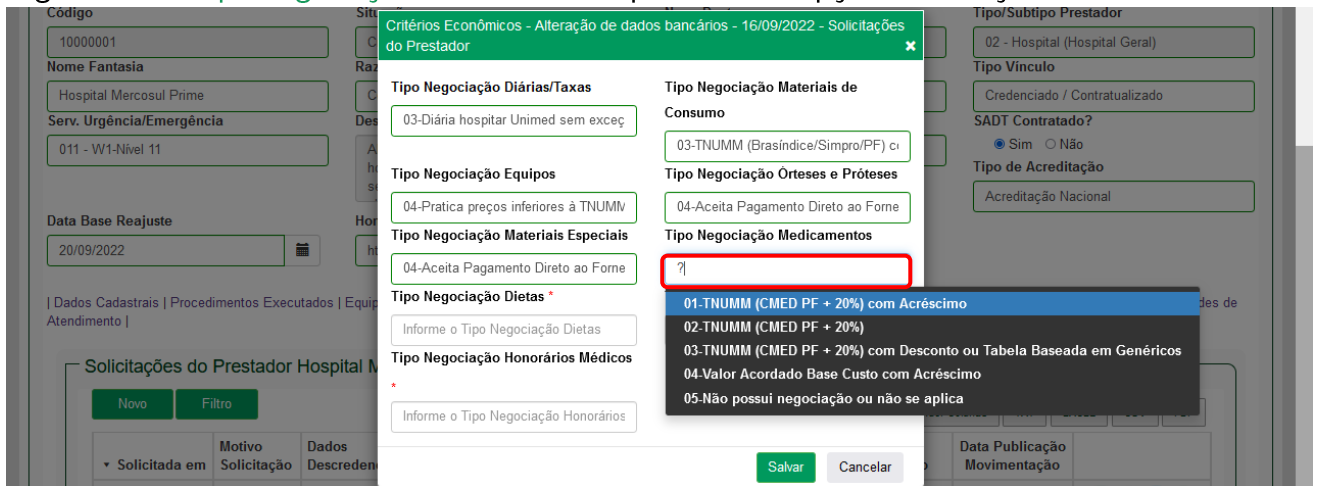 Código
Tipo/Subtipo Prestador
10000001
02 - Hospital (Hospital Geral)
Nome Fantasia
Tipo Vínculo
Hospital Mercosul Prime
Credenciado / Contratualizado
Serv. Urgência/Emergência
SADT Contratado?
011 - W1-Nível 11
Sim Não
Tipo de Acreditação
Acreditação Nacional
Data Base Reajuste
20/09/2022
| Dados Cadastrais | Procedimentos Executados |
Atendimento |
Solicitações do Prestador Hospital
Novo Filtro
Solicitada em
Motivo Solicitação
Dados
Data Publicação Movimentação
Critérios Econômicos - Alteração de dados bancários - 16/09/2022 - Solicitações
do Prestador
Tipo Negociação Diárias/Taxas
03-Diária hospitar Unimed sem exceç
Tipo Negociação Materiais de
Consumo
03-TNUMM (Brasíndice/Simpro/PF) c
Tipo Negociação Equipos
04-Pratica preços inferiores à TNUMM
Tipo Negociação Órteses e Próteses
04-Aceita Pagamento Direto ao Forne
Tipo Negociação Materiais Especiais
04-Aceita Pagamento Direto ao Forne
Tipo Negociação Medicamentos
?
01-TNUMM (CMED PF + 20%) com Acréscimo
02-TNUMM (CMED PF + 20%)
03-TNUMM (CMED PF + 20%) com Desconto ou Tabela Baseada em Genéricos
04-Valor Acordado Base Custo com Acréscimo
05-Não possui negociação ou não se aplica
Tipo Negociação Dietas *
Informe o Tipo Negociação Dietas
Tipo Negociação Honorários Médicos
*
Informe o Tipo Negociação Honorários
Salvar Cancelar